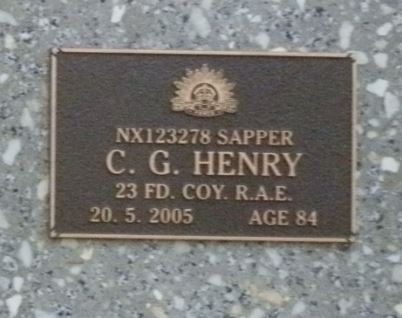 NX123278 SAPPER
C. G. HENRY
23 FD. COY. R.A.E.
20. 5. 2005 AGE 84